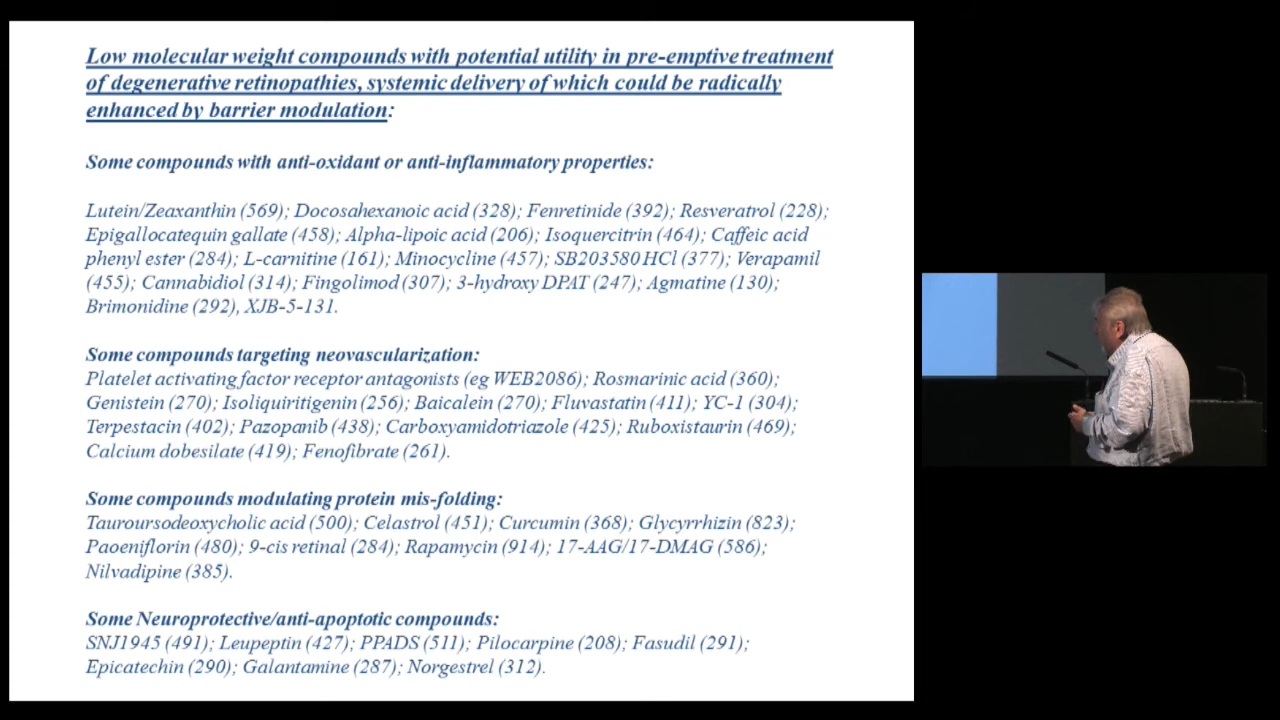 Low molecular weight compounds with potential utility in pre-emptive treatment
of degenerative retinopathies, systemic delivery of which could be radically
enhanced by barrier modulation:
Some compounds with anti-oxidant or anti-inflammatory properties:
Lutein/Zeaxanthin (569); Docosahexanoic acid (328); Fenretinide (392); Resveratrol (228);
Epigallocatequin gallate (458); Alpha-lipoic acid (206); Isoquercitrin (464); Caffeic acid
phenyl ester (284); L-carnitine (161); Minocycline (457); SB203580 HCl (377); Verapamil
(455); Cannabidiol (314); Fingolimod (307); 3-hydroxy DPAT (247); Agmatine (130);
Brimonidine (292), XJB-5-131.
Some compounds targeting neovascularization:
Platelet activating factor receptor antagonists (eg WEB2086); Rosmarinic acid (360);
Genistein (270); Isoliquiritigenin (256); Baicalein (270); Fluvastatin (411); YC-1 (304);
Terpestacin (402); Pazopanib (438); Carboxyamidotriazole (425); Ruboxistaurin (469);
Calcium dobesilate (419); Fenofibrate (261).
Some compounds modulating protein mis-folding:
Tauroursodeoxycholic acid (500); Celastrol (451); Curcumin (368); Glycyrrhizin (823);
Paoeniflorin (480); 9-cis retinal (284); Rapamycin (914); 17-AAG/17-DMAG (586);
Nilvadipine (385).
Some Neuroprotective/anti-apoptotic compounds:
SNJ1945 (491); Leupeptin (427); PPADS (511); Pilocarpine (208); Fasudil (291);
Epicatechin (290); Galantamine (287); Norgestrel (312).